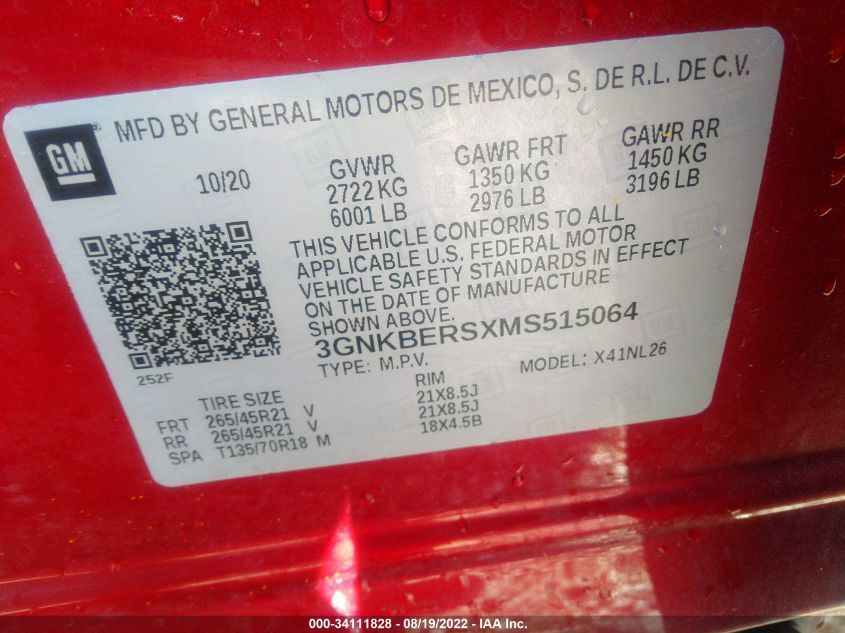 MFD BY GENERAL MOTORS DE MEXICO, S. DE R.L. DE C.V.
GM
10/20
GVWR GAWR FRT GAWR RR
2722 KG 1350 KG 1450 KG
6001 LB 2976 LB 3196 LB
THIS VEHICLE CONFORMS TO ALL
APPLICABLE U.S. FEDERAL MOTOR
VEHICLE SAFETY STANDARDS IN EFFECT
ON THE DATE OF MANUFACTURE
SHOWN ABOVE.
3GNKBERSXMS515064
252F
TYPE: M.P.V. MODEL: X41NL26
TIRE SIZE RIM
FRT 265/45R21 V 21X8.5J
RR 265/45R21 V 21X8.5J
SPA T135/70R18 M 18X4.5B
000-34111828 - 08/19/2022 - IAA Inc.